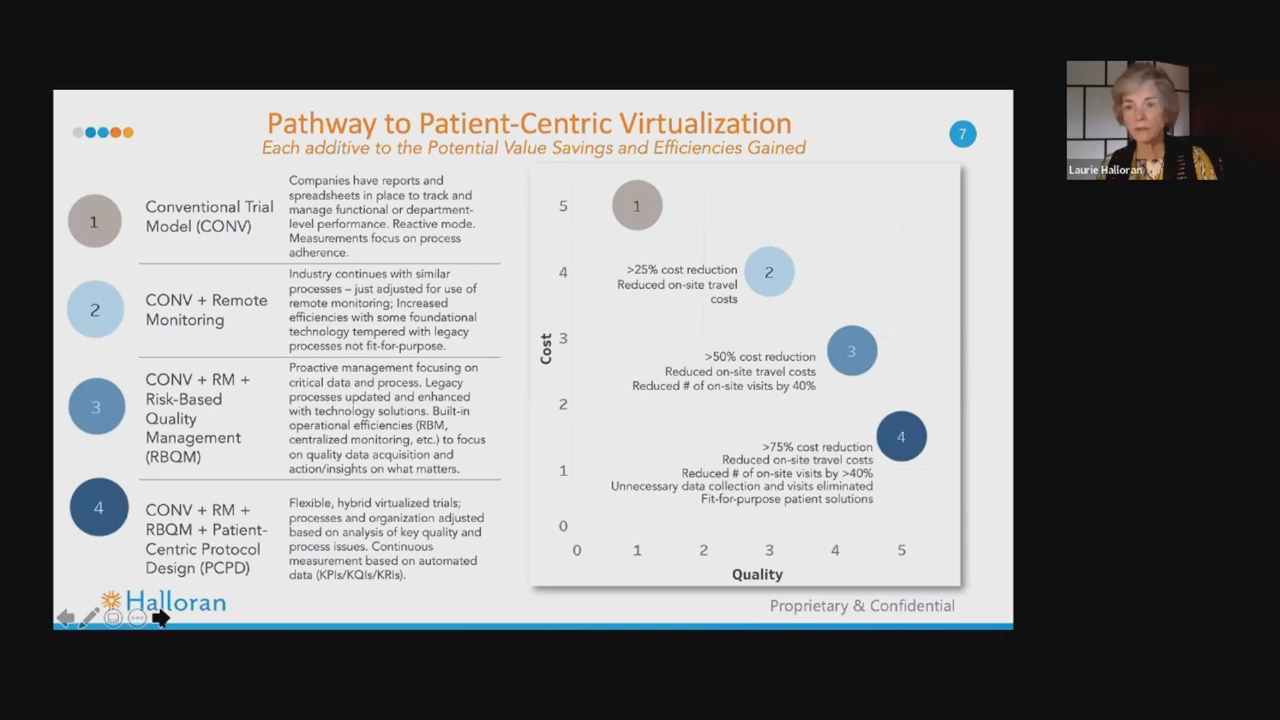 Pathway to Patient-Centric Virtualization
Each additive to the Potential Value Savings and Efficiencies Gained
7
1
Conventional Trial
Model (CONV)
Companies have reports and
spreadsheets in place to track and
manage functional or department-
level performance. Reactive mode.
Measurements focus on process
adherence.
2
CONV + Remote
Monitoring
Industry continues with similar
processes – just adjusted for use of
remote monitoring; Increased
efficiencies with some foundational
technology tempered with legacy
processes not fit-for-purpose.
3
CONV + RM +
Risk-Based
Quality
Management
(RBQM)
Proactive management focusing on
critical data and process. Legacy
processes updated and enhanced
with technology solutions. Built-in
operational efficiencies (RBM,
centralized monitoring, etc.) to focus
on quality data acquisition and
action/insights on what matters.
4
CONV + RM +
RBQM + Patient-
Centric Protocol
Design (PCPD)
Flexible, hybrid virtualized trials;
processes and organization adjusted
based on analysis of key quality and
process issues. Continuous
measurement based on automated
data (KPIs/KQIs/KRIs).
Cost
5
4
3
2
1
0
1
2
>25% cost reduction
Reduced on-site travel
costs
3
>50% cost reduction
Reduced on-site travel costs
Reduced # of on-site visits by 40%
4
>75% cost reduction
Reduced on-site travel costs
Reduced # of on-site visits by >40%
Unnecessary data collection and visits eliminated
Fit-for-purpose patient solutions
0 1 2 3 4 5
Quality
Halloran
Proprietary & Confidential
Laurie Halloran